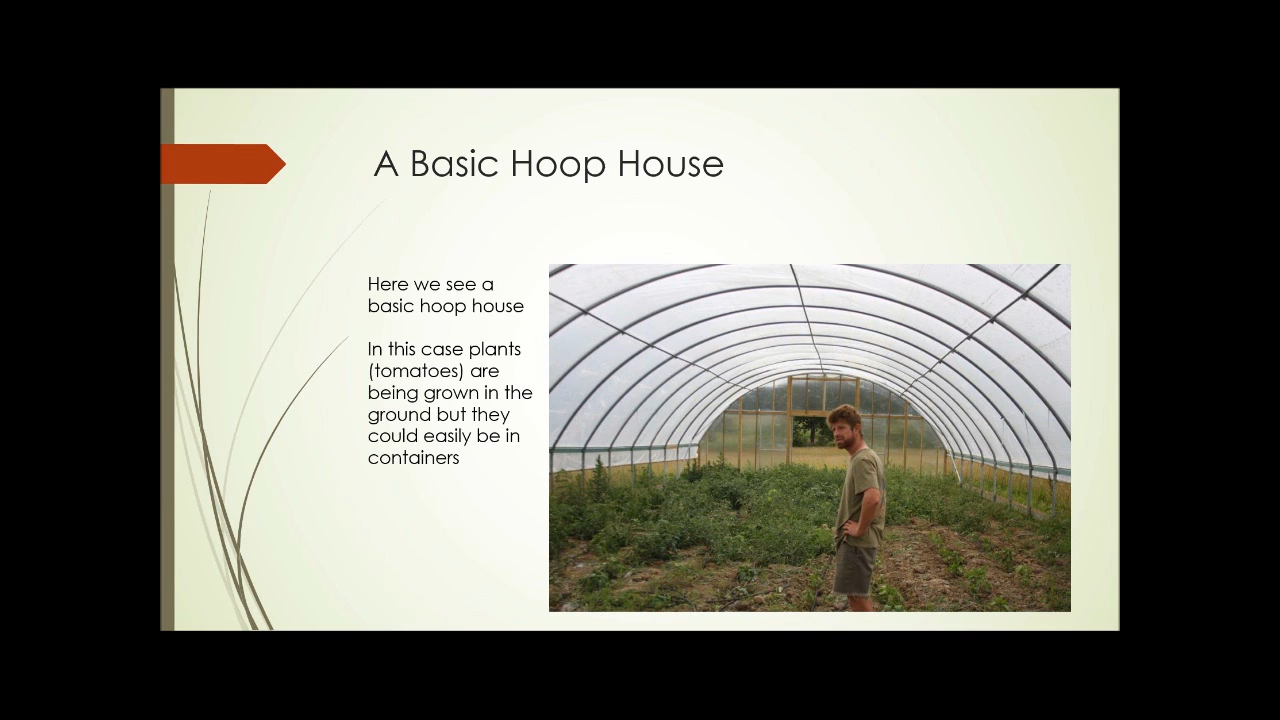 A Basic Hoop House
Here we see a
basic hoop house
In this case plants
(tomatoes) are
being grown in the
ground but they
could easily be in
containers